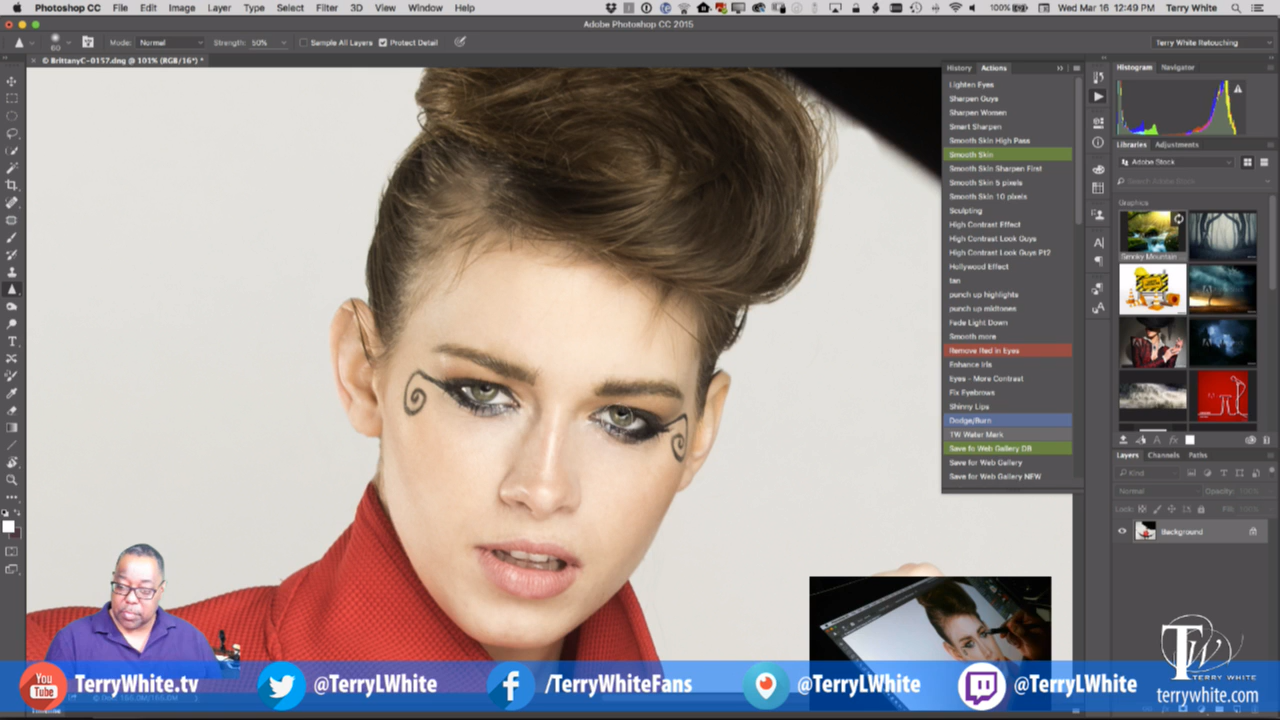 Photoshop CC File Edit Image Layer Type Select Filter 3D View Window Help
100% Wed Mar 16 12:49 PM Terry White
Adobe Photoshop CC 2015
60 Mode: Normal Strength: 50% Sample All Layers Protect Detail Terry White Retouching
× © BrittanyC-0157.dng @ 101% (RGB/16*) *
History Actions
Lighten Eyes
Sharpen Guys
Sharpen Women
Smart Sharpen
Smooth Skin High Pass
Smooth Skin
Smooth Skin Sharpen First
Smooth Skin 5 pixels
Smooth Skin 10 pixels
Sculpting
High Contrast Effect
High Contrast Look Guys
High Contrast Look Guys Pt2
Hollywood Effect
tan
punch up highlights
punch up midtones
Fade Light Down
Smooth more
Remove Red in Eyes
Enhance Iris
Eyes - More Contrast
Fix Eyebrows
Shinny Lips
Dodge/Burn
TW Water Mark
Save fo Web Gallery DB
Save for Web Gallery
Save for Web Gallery NFW
Histogram Navigator
Libraries Adjustments
Adobe Stock
Search Adobe Stock
Graphics
Smoky Mountain
Layers Channels Paths
Kind
Normal Opacity: 100%
Lock: Fill: 100%
Background
TW
TERRY WHITE
terrywhite.com
You Tube TerryWhite.tv
@TerryLWhite
/TerryWhiteFans
@TerryLWhite
@TerryLWhite